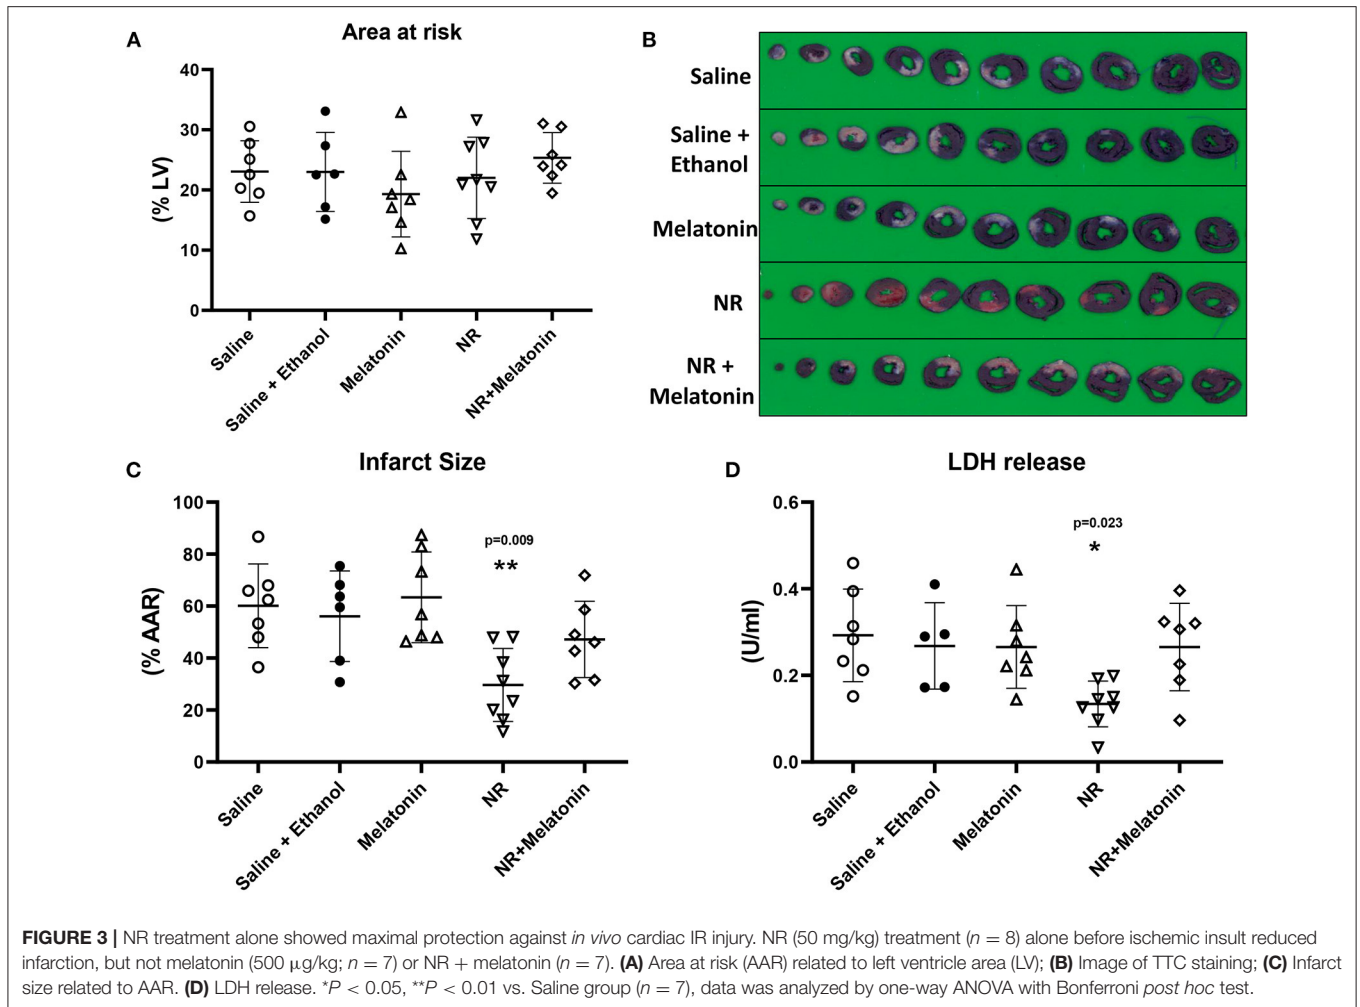 A
Area at risk
(% LV)
40
30
20
10
0
Saline
Saline + Ethanol
Melatonin
NR
NR+Melatonin
B
Saline
Saline +
Ethanol
Melatonin
NR
NR +
Melatonin
C
Infarct Size
(% AAR)
100
80
60
40
20
0
p=0.009
**
Saline
Saline + Ethanol
Melatonin
NR
NR+Melatonin
D
LDH release
(U/ml)
0.6
0.4
0.2
0.0
p=0.023
*
Saline
Saline + Ethanol
Melatonin
NR
NR+Melatonin
FIGURE 3 | NR treatment alone showed maximal protection against in vivo cardiac IR injury. NR (50 mg/kg) treatment (n = 8) alone before ischemic insult reduced
infarction, but not melatonin (500 μg/kg; n = 7) or NR + melatonin (n = 7). (A) Area at risk (AAR) related to left ventricle area (LV); (B) Image of TTC staining; (C) Infarct
size related to AAR. (D) LDH release. *P < 0.05, **P < 0.01 vs. Saline group (n = 7), data was analyzed by one-way ANOVA with Bonferroni post hoc test.